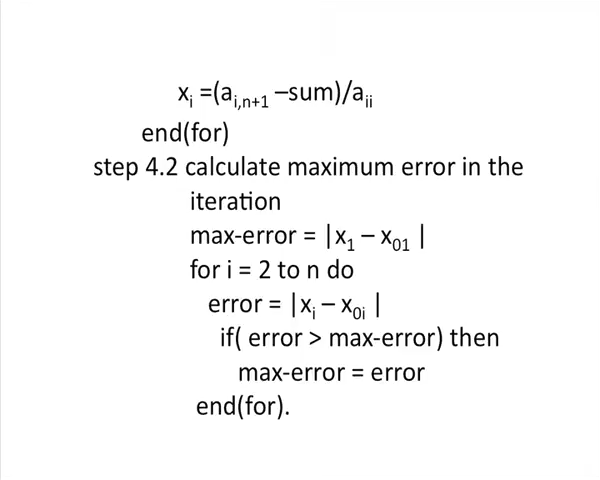 xᵢ =(aᵢ,ₙ₊₁ –sum)/aᵢᵢ
end(for)
step 4.2 calculate maximum error in the
iteration
max-error = |x₁ – x₀₁ |
for i = 2 to n do
error = |xᵢ – x₀ᵢ |
if( error > max-error) then
max-error = error
end(for).